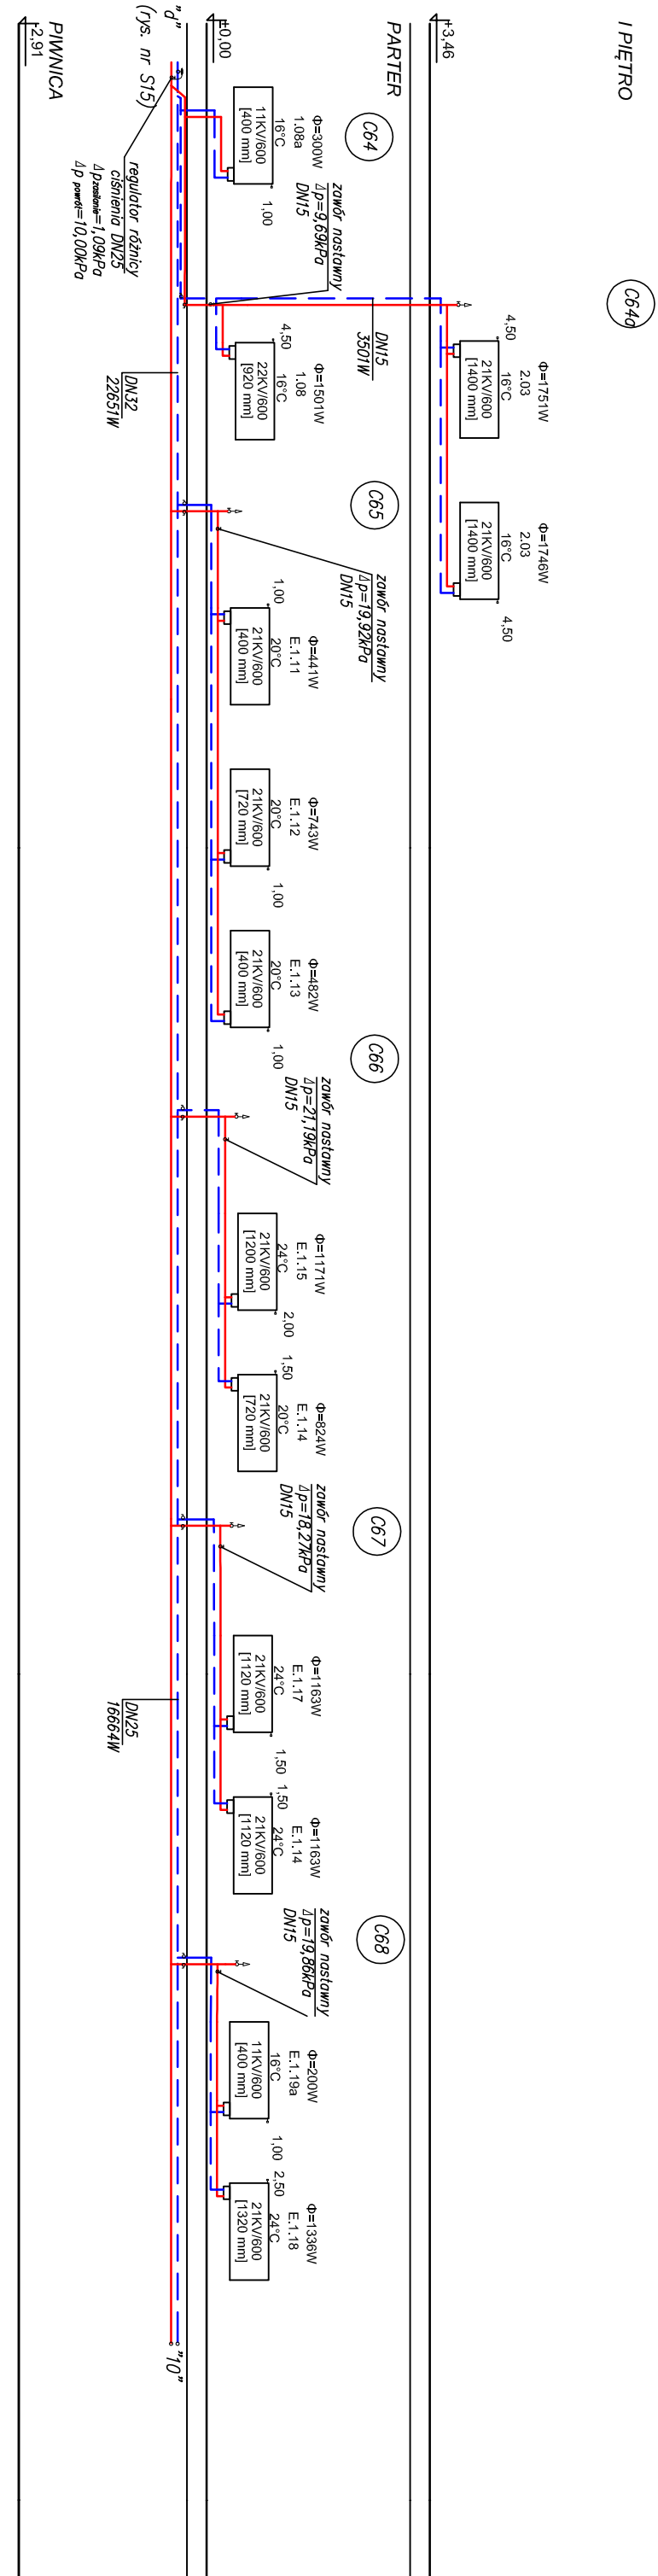 I PIĘTRO
C64a
+3,46
4,50
Φ=1751W
2.03
16°C
21KV/600
[1400 mm]
Φ=1746W
2.03
16°C
21KV/600
[1400 mm]
4,50
DN15
3501W
PARTER
C64
C65
C66
C67
C68
±0,00
Φ=300W
1.08a
16°C
11KV/600
[400 mm]
1,00
zawór nastawny
Δp=9,69kPa
DN15
4,50
Φ=1501W
1.08
16°C
22KV/600
[920 mm]
zawór nastawny
Δp=19,92kPa
DN15
1,00
Φ=441W
E.1.11
20°C
21KV/600
[400 mm]
Φ=743W
E.1.12
20°C
21KV/600
[720 mm]
1,00
Φ=482W
E.1.13
20°C
21KV/600
[400 mm]
1,00
zawór nastawny
Δp=21,19kPa
DN15
Φ=1171W
E.1.15
24°C
21KV/600
[1200 mm]
2,00
1,50
Φ=824W
E.1.14
20°C
21KV/600
[720 mm]
zawór nastawny
Δp=18,27kPa
DN15
Φ=1163W
E.1.17
24°C
21KV/600
[1120 mm]
1,50
1,50
Φ=1163W
E.1.14
24°C
21KV/600
[1120 mm]
zawór nastawny
Δp=19,86kPa
DN15
Φ=200W
E.1.19a
16°C
11KV/600
[400 mm]
1,00
2,50
Φ=1336W
E.1.18
24°C
21KV/600
[1320 mm]
"d"
(rys. nr S15)
regulator różnicy
ciśnienia DN25
Δp zasilanie=1,09kPa
Δp powrót=10,00kPa
DN32
22651W
DN25
16664W
"10"
PIWNICA
-2,91